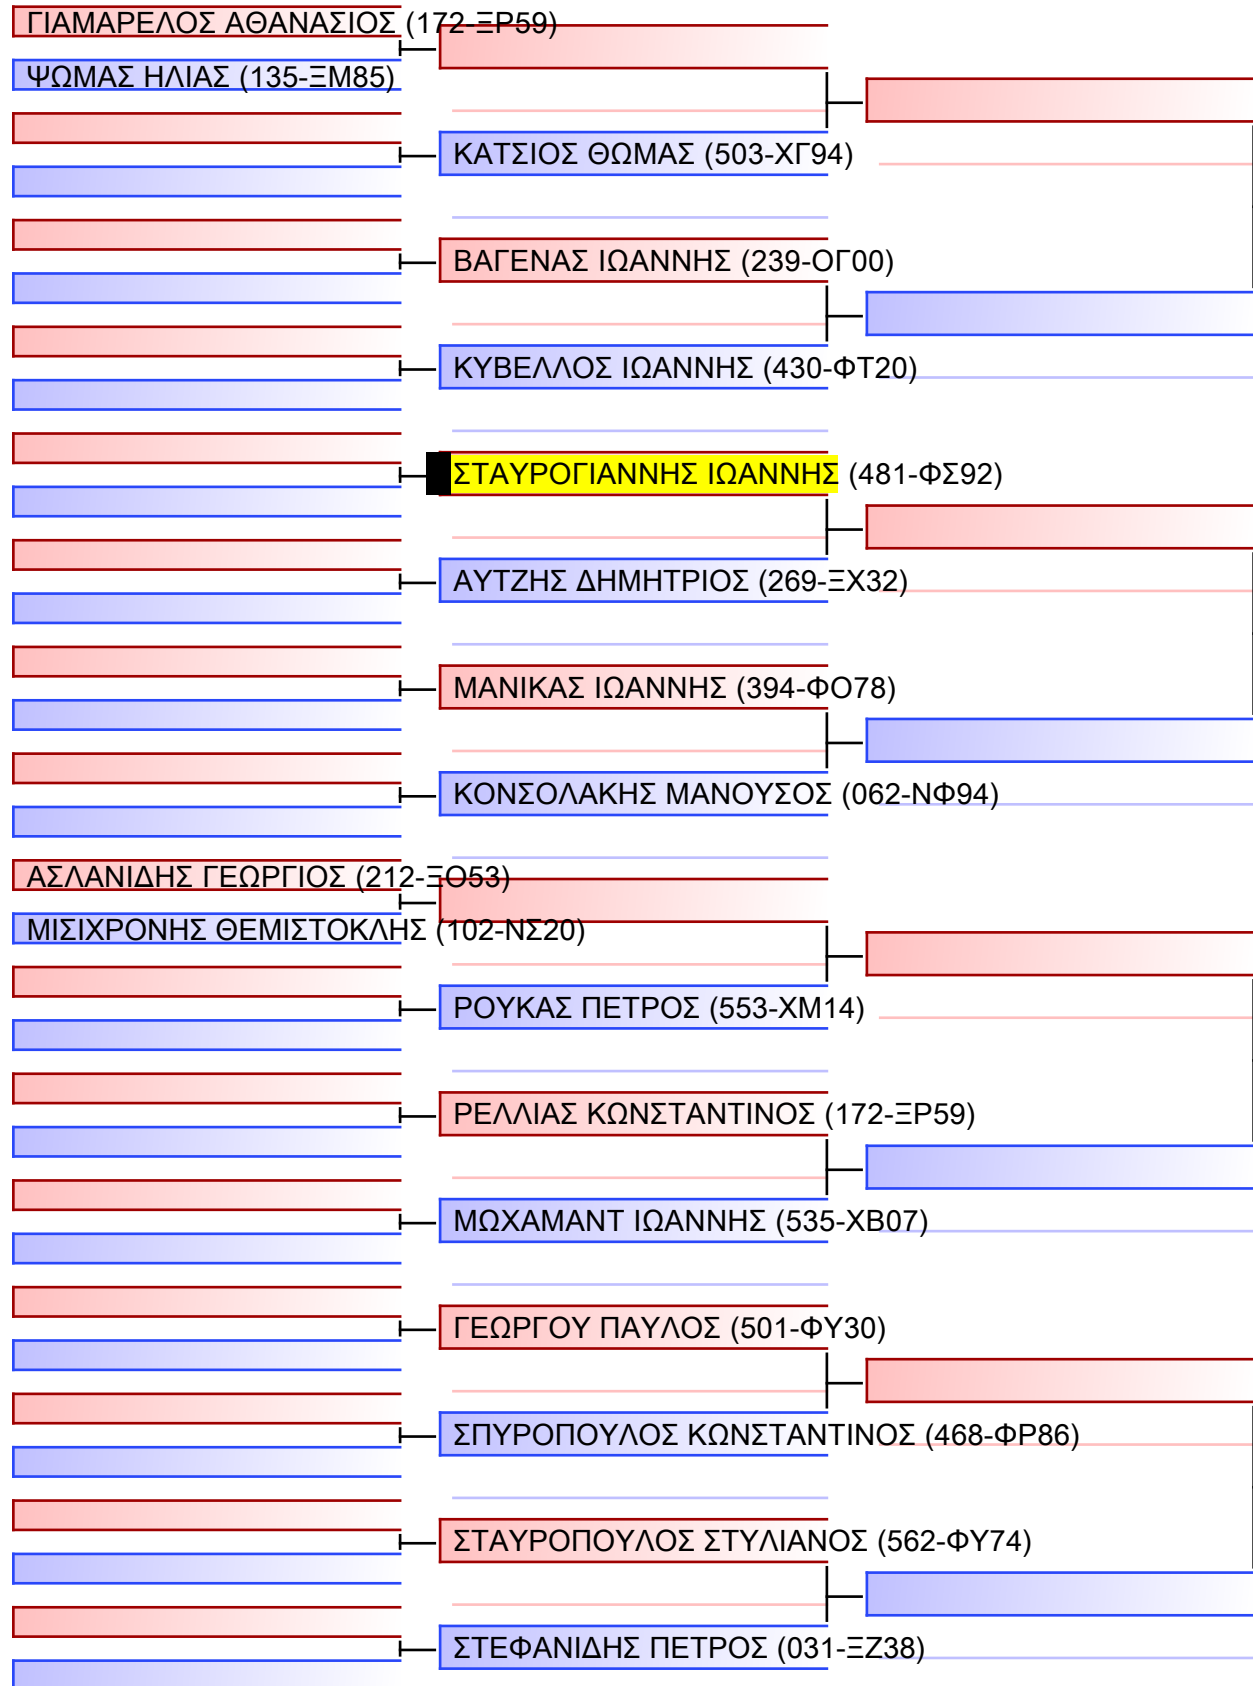 ΓΙΑΜΑΡΕΛΟΣ ΑΘΑΝΑΣΙΟΣ (172-ΞΡ59)
ΨΩΜΑΣ ΗΛΙΑΣ (135-ΞΜ85)
ΚΑΤΣΙΟΣ ΘΩΜΑΣ (503-ΧΓ94)
ΒΑΓΕΝΑΣ ΙΩΑΝΝΗΣ (239-ΟΓ00)
ΚΥΒΕΛΛΟΣ ΙΩΑΝΝΗΣ (430-ΦΤ20)
ΣΤΑΥΡΟΓΙΑΝΝΗΣ ΙΩΑΝΝΗΣ (481-ΦΣ92)
ΑΥΤΖΗΣ ΔΗΜΗΤΡΙΟΣ (269-ΞΧ32)
ΜΑΝΙΚΑΣ ΙΩΑΝΝΗΣ (394-ΦΟ78)
ΚΟΝΣΟΛΑΚΗΣ ΜΑΝΟΥΣΟΣ (062-ΝΦ94)
ΑΣΛΑΝΙΔΗΣ ΓΕΩΡΓΙΟΣ (212-ΞΟ53)
ΜΙΣΙΧΡΟΝΗΣ ΘΕΜΙΣΤΟΚΛΗΣ (102-ΝΣ20)
ΡΟΥΚΑΣ ΠΕΤΡΟΣ (553-ΧΜ14)
ΡΕΛΛΙΑΣ ΚΩΝΣΤΑΝΤΙΝΟΣ (172-ΞΡ59)
ΜΩΧΑΜΑΝΤ ΙΩΑΝΝΗΣ (535-ΧΒ07)
ΓΕΩΡΓΟΥ ΠΑΥΛΟΣ (501-ΦΥ30)
ΣΠΥΡΟΠΟΥΛΟΣ ΚΩΝΣΤΑΝΤΙΝΟΣ (468-ΦΡ86)
ΣΤΑΥΡΟΠΟΥΛΟΣ ΣΤΥΛΙΑΝΟΣ (562-ΦΥ74)
ΣΤΕΦΑΝΙΔΗΣ ΠΕΤΡΟΣ (031-ΞΖ38)